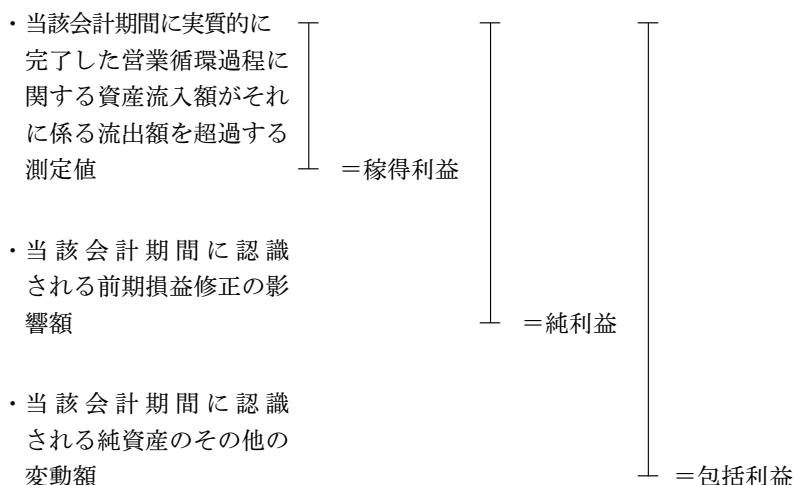 ・当該会計期間に実質的に
完了した営業循環過程に
関する資産流入額がそれ
に係る流出額を超過する
測定値
＝稼得利益
・当該会計期間に認識
される前期損益修正の影
響額
＝純利益
・当該会計期間に認識
される純資産のその他の
変動額
＝包括利益